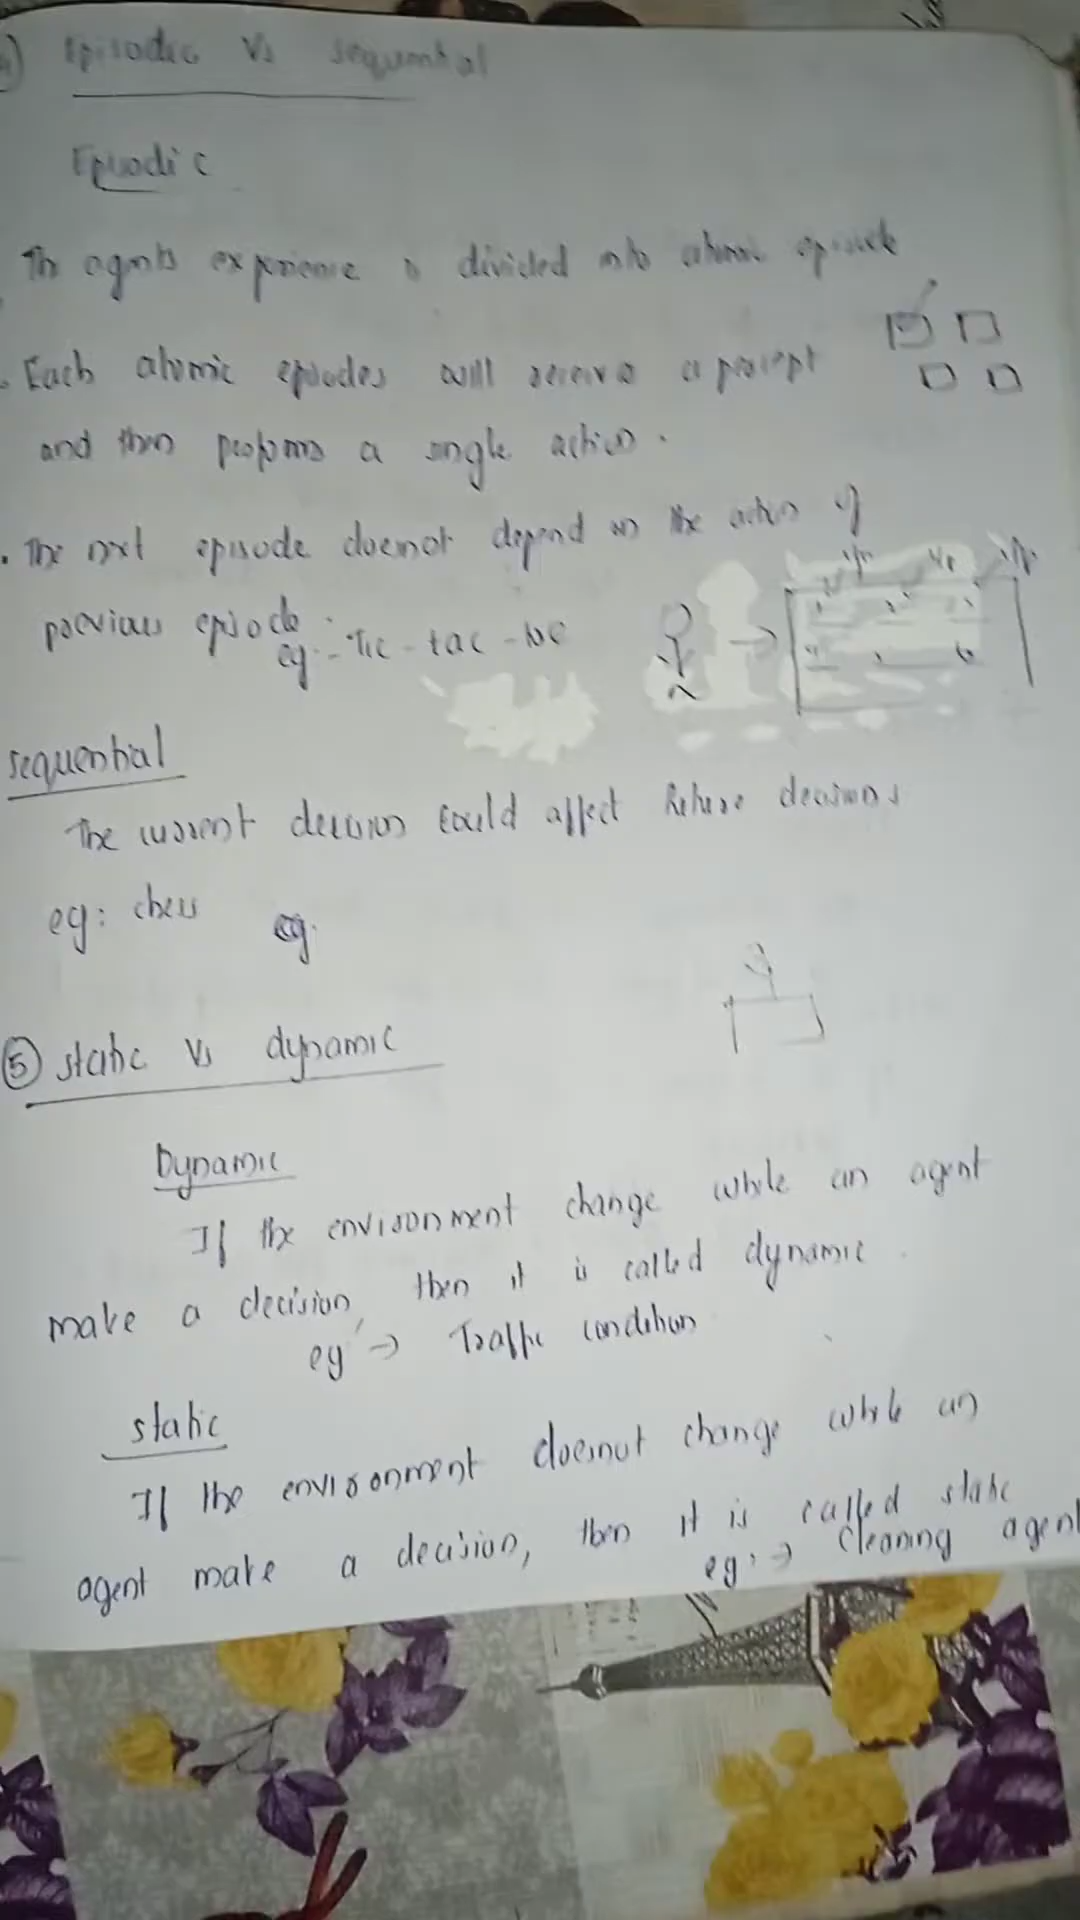 Episodic Vs sequential
Episodic
The agents experience is divided into atomic episode
. Each atomic episodes will receive a percept
and then performs a single action.
. The next episode doesnot depend on the action of
previous episode
eg:- Tic-tac-toe
sequential
The current decision could affect future decisions
eg: chess eg.
⑤ static Vs dynamic
Dynamic
If the environment change while an agent
make a decision, then it is called dynamic.
eg → Traffic condition
static
If the environment doesnot change while an
agent make a decision, then it is called static
eg:→ cleaning agent